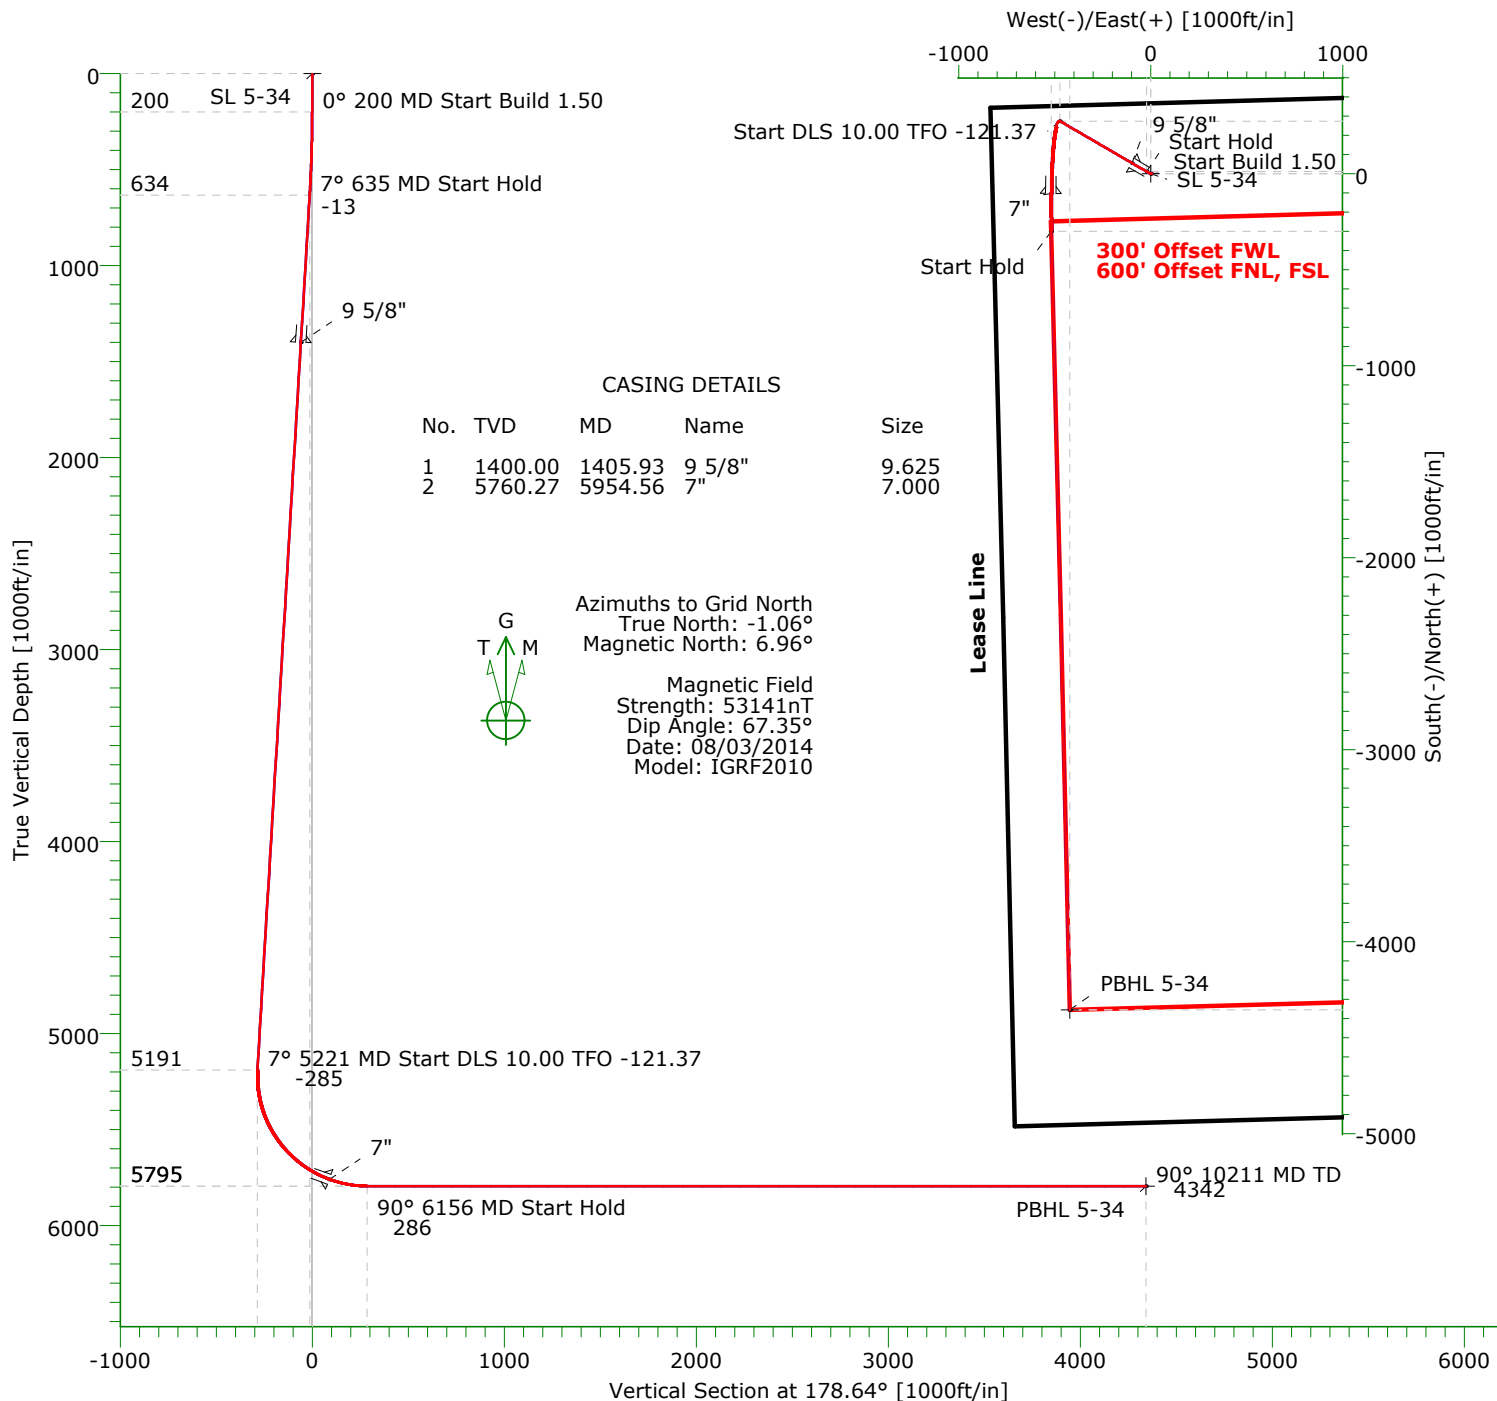 West(-)/East(+) [1000ft/in]
-1000 0 1000
0
200
SL 5-34
0° 200 MD Start Build 1.50
634
7° 635 MD Start Hold
-13
1000
9 5/8"
2000
3000
4000
5000
6000
True Vertical Depth [1000ft/in]
CASING DETAILS
No. TVD MD Name Size
1 1400.00 1405.93 9 5/8" 9.625
2 5760.27 5954.56 7" 7.000
Azimuths to Grid North
True North: -1.06°
Magnetic North: 6.96°
Magnetic Field
Strength: 53141nT
Dip Angle: 67.35°
Date: 08/03/2014
Model: IGRF2010
G
T M
5191
7° 5221 MD Start DLS 10.00 TFO -121.37
-285
7"
5795
90° 6156 MD Start Hold
286
90° 10211 MD TD
4342
PBHL 5-34
-1000 0 1000 2000 3000 4000 5000 6000
Vertical Section at 178.64° [1000ft/in]
Start DLS 10.00 TFO -121.37
9 5/8"
Start Hold
Start Build 1.50
SL 5-34
7"
Start Hold
300' Offset FWL
600' Offset FNL, FSL
Lease Line
PBHL 5-34
0
-1000
-2000
-3000
-4000
-5000
South(-)/North(+) [1000ft/in]